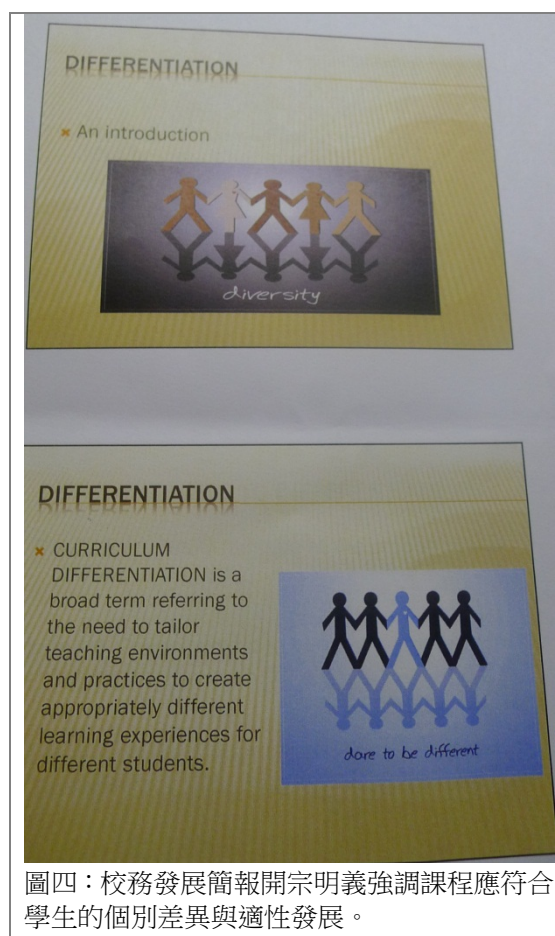 DIFFERENTIATION
× An introduction
diversity
DIFFERENTIATION
× CURRICULUM
DIFFERENTIATION is a
broad term referring to
the need to tailor
teaching environments
and practices to create
appropriately different
learning experiences for
different students.
dare to be different
圖四：校務發展簡報開宗明義強調課程應符合
學生的個別差異與適性發展。